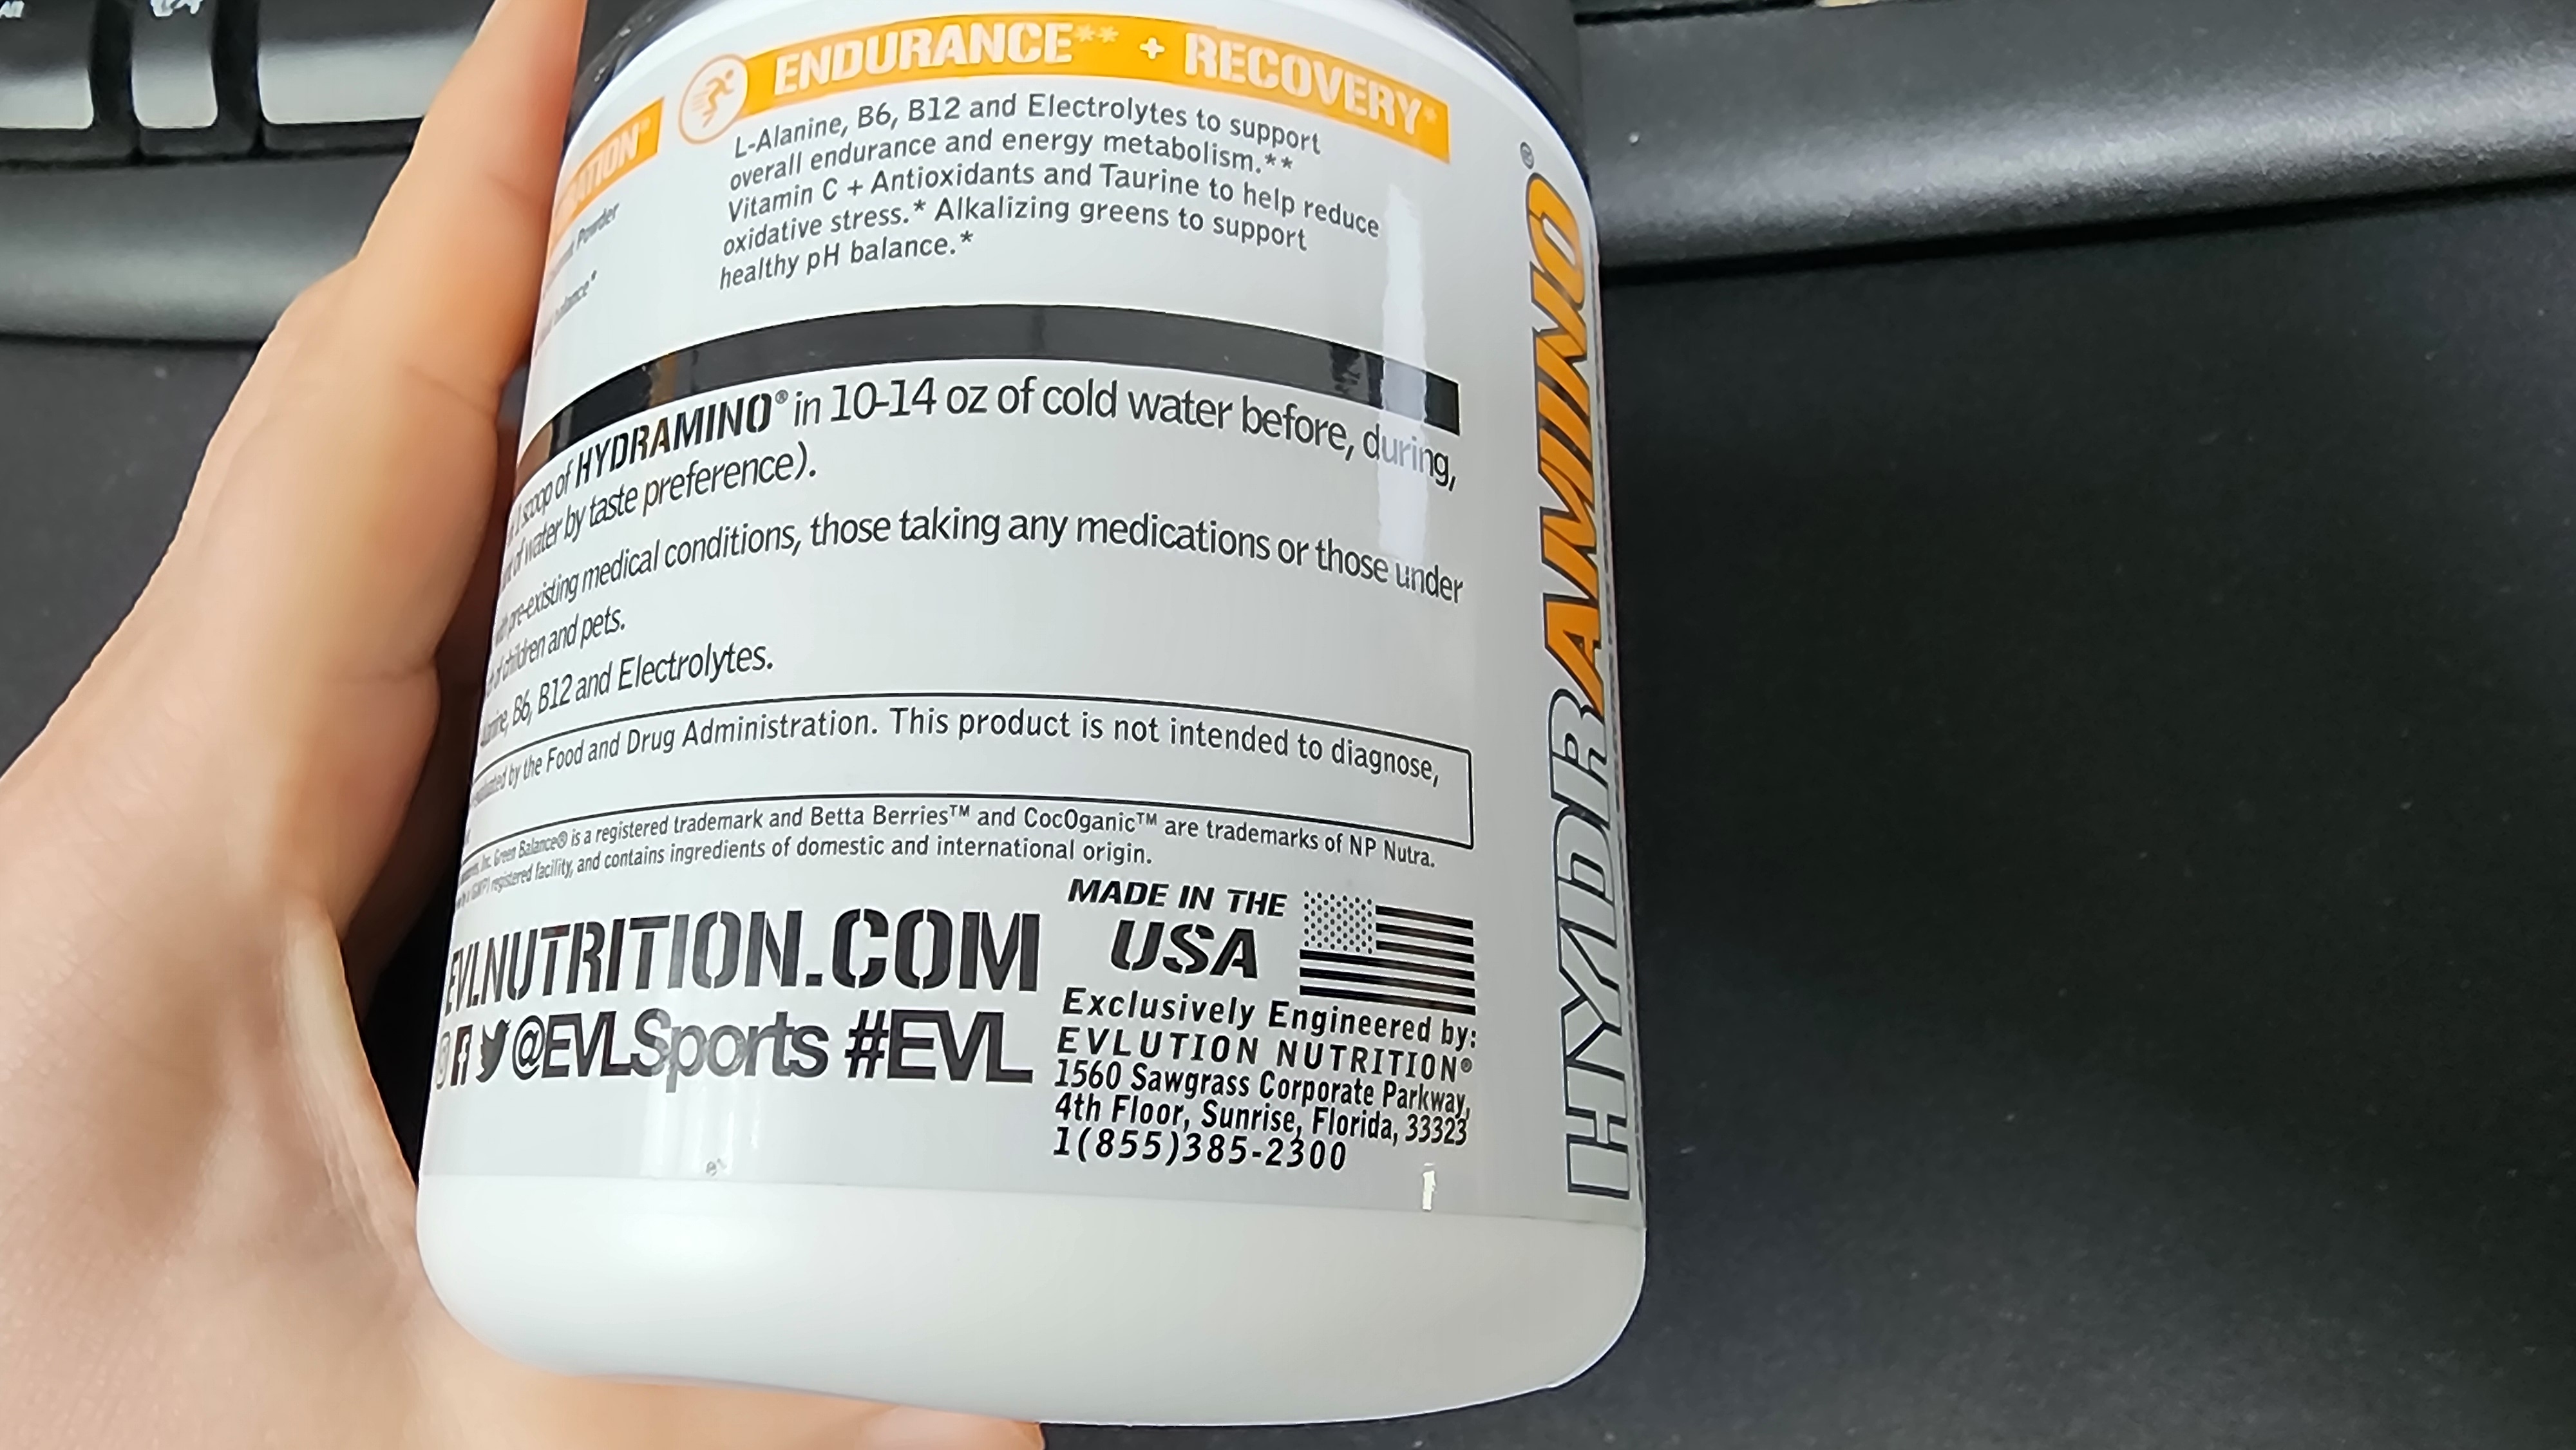 ENDURANCE** + RECOVERY*
L-Alanine, B6, B12 and Electrolytes to support
overall endurance and energy metabolism.**
Vitamin C + Antioxidants and Taurine to help reduce
oxidative stress.* Alkalizing greens to support
healthy pH balance.*
Powder
balance*
1 scoop of HYDRAMINO® in 10-14 oz of cold water before, during,
of water by taste preference).
pre-existing medical conditions, those taking any medications or those under
of children and pets.
B6, B12 and Electrolytes.
by the Food and Drug Administration. This product is not intended to diagnose,
Inc. Green Balance® is a registered trademark and Betta Berries™ and CocOganic™ are trademarks of NP Nutra.
(GMP) registered facility, and contains ingredients of domestic and international origin.
EVLNUTRITION.COM
@EVLSports #EVL
MADE IN THE
USA
Exclusively Engineered by:
EVLUTION NUTRITION®
1560 Sawgrass Corporate Parkway,
4th Floor, Sunrise, Florida, 33323
1(855)385-2300
HYDRAMINO®